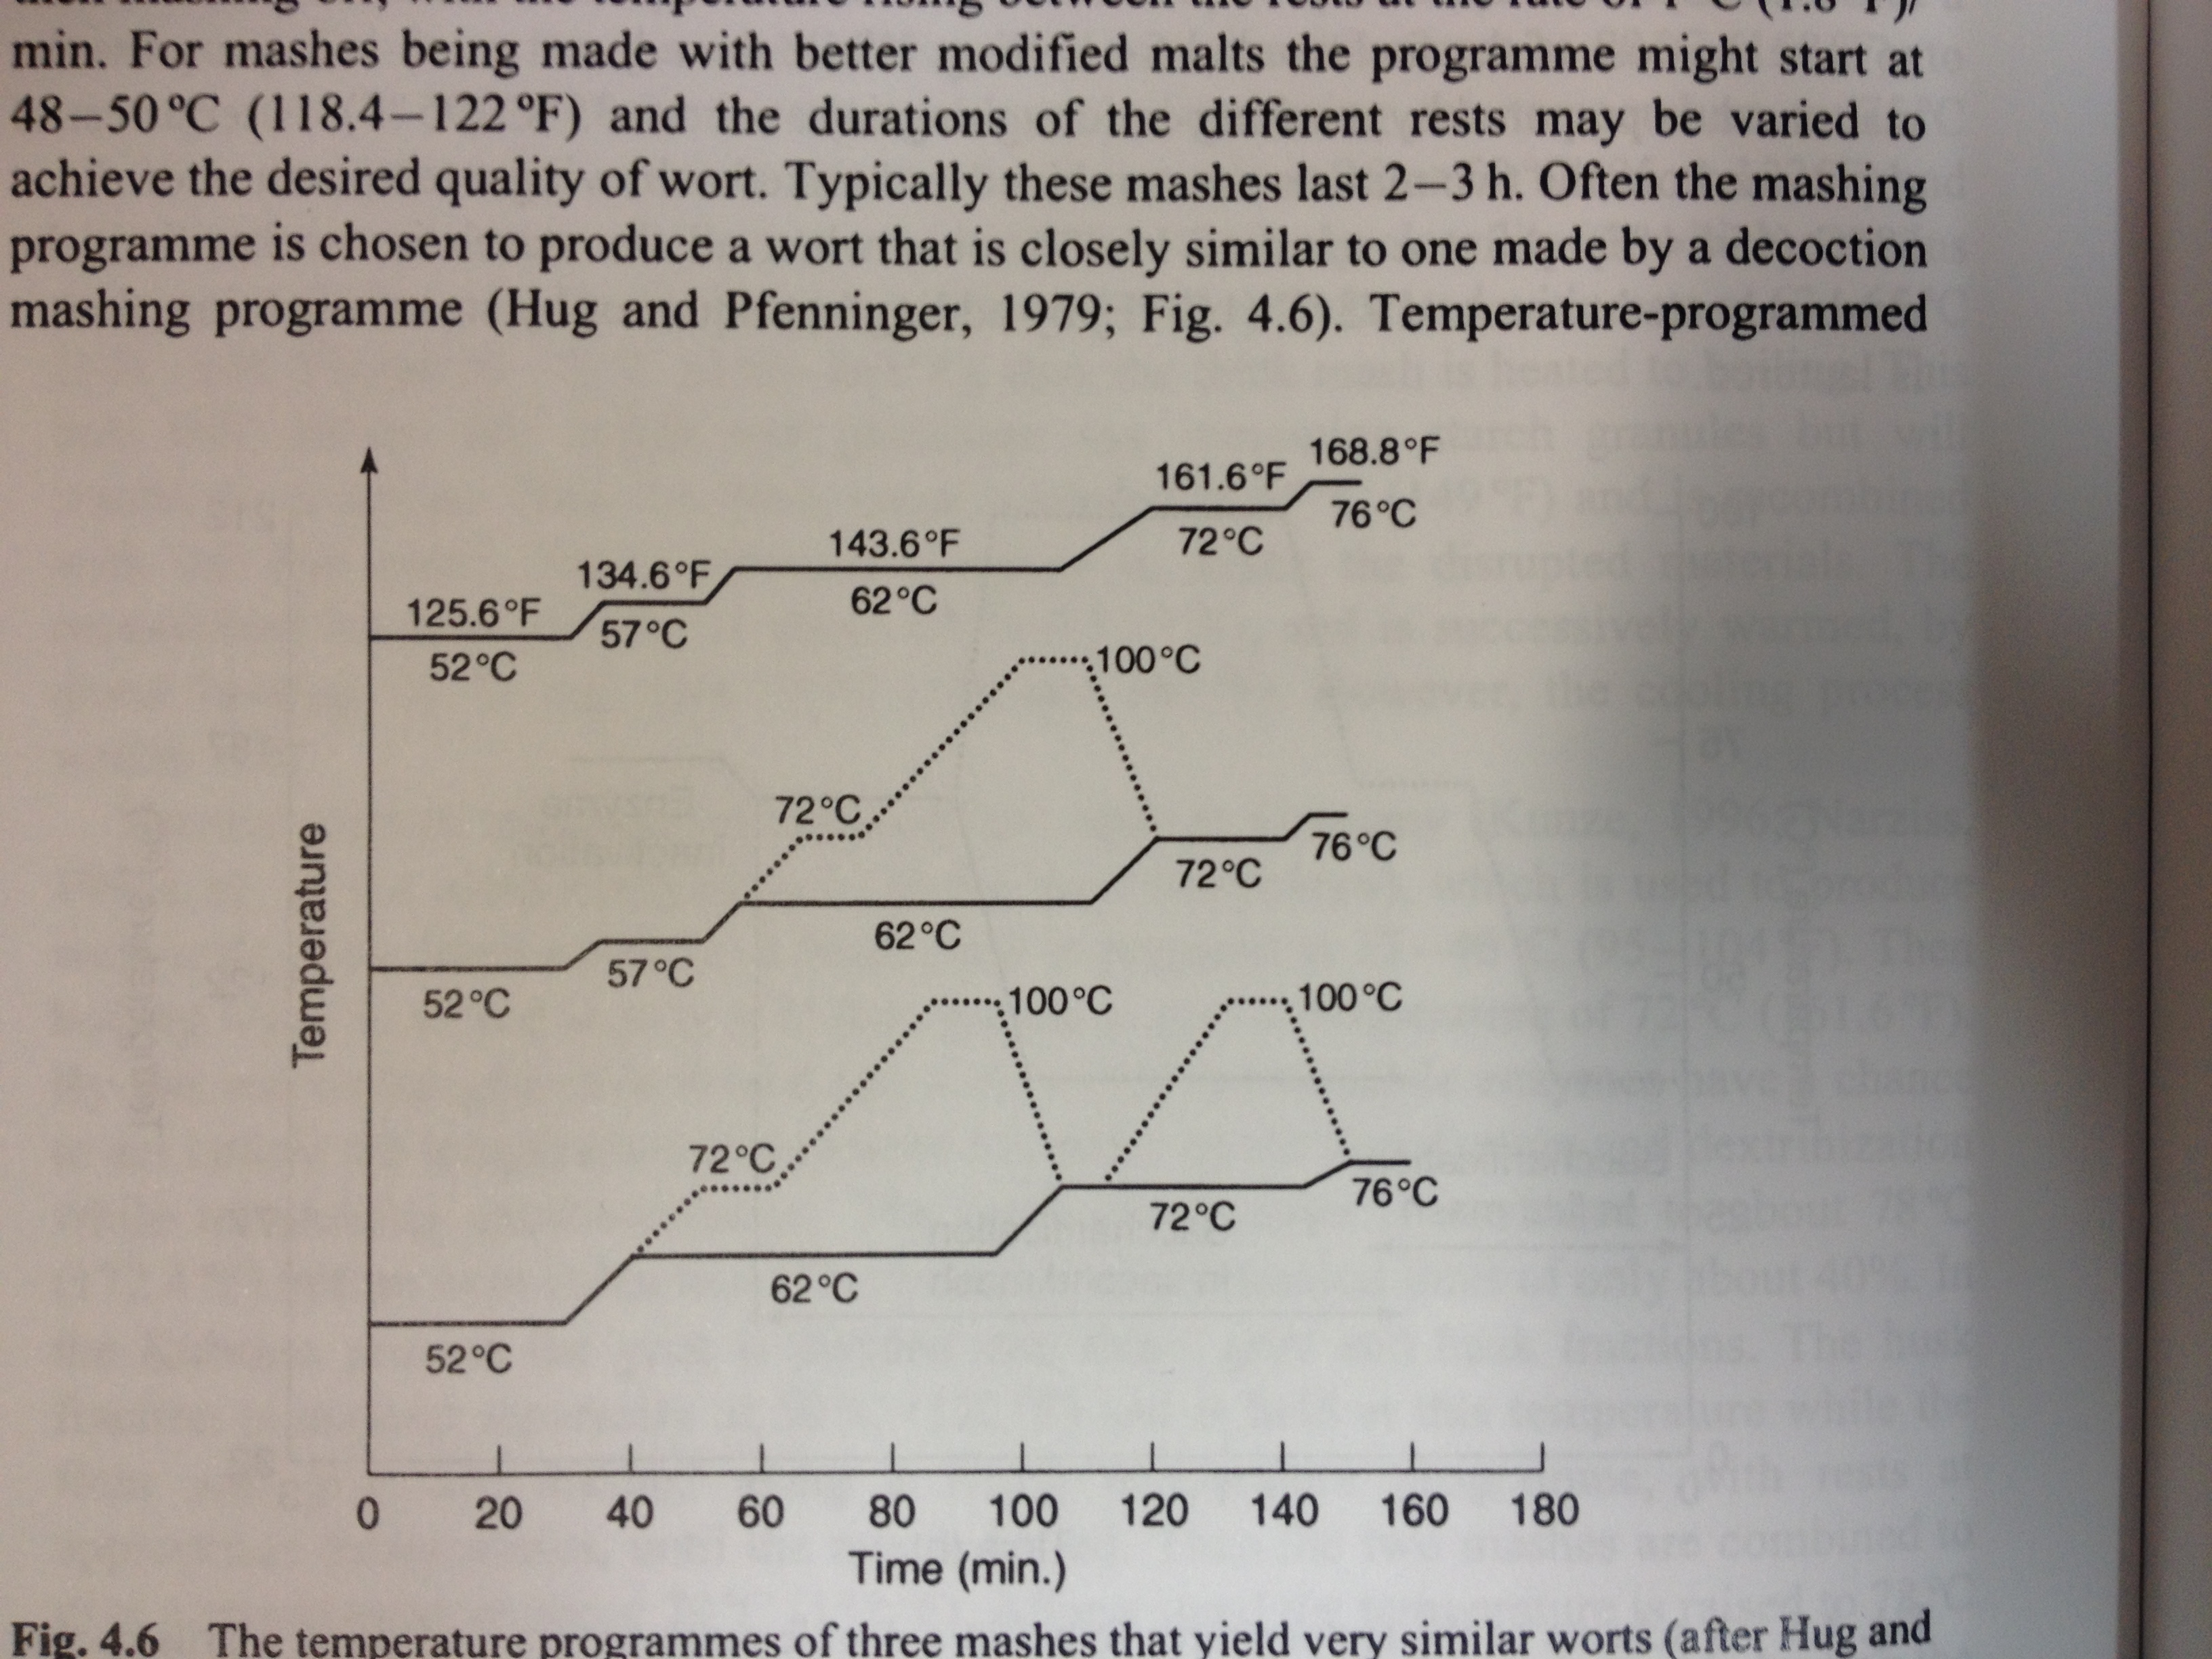 min. For mashes being made with better modified malts the programme might start at
48–50 °C (118.4–122 °F) and the durations of the different rests may be varied to
achieve the desired quality of wort. Typically these mashes last 2–3 h. Often the mashing
programme is chosen to produce a wort that is closely similar to one made by a decoction
mashing programme (Hug and Pfenninger, 1979; Fig. 4.6). Temperature-programmed
168.8°F
161.6°F
76°C
143.6°F
72°C
134.6°F
62°C
125.6°F
57°C
52°C
100°C
72°C
76°C
72°C
62°C
57°C
52°C
100°C
100°C
Temperature
72°C
76°C
72°C
62°C
52°C
0 20 40 60 80 100 120 140 160 180
Time (min.)
Fig. 4.6 The temperature programmes of three mashes that yield very similar worts (after Hug and